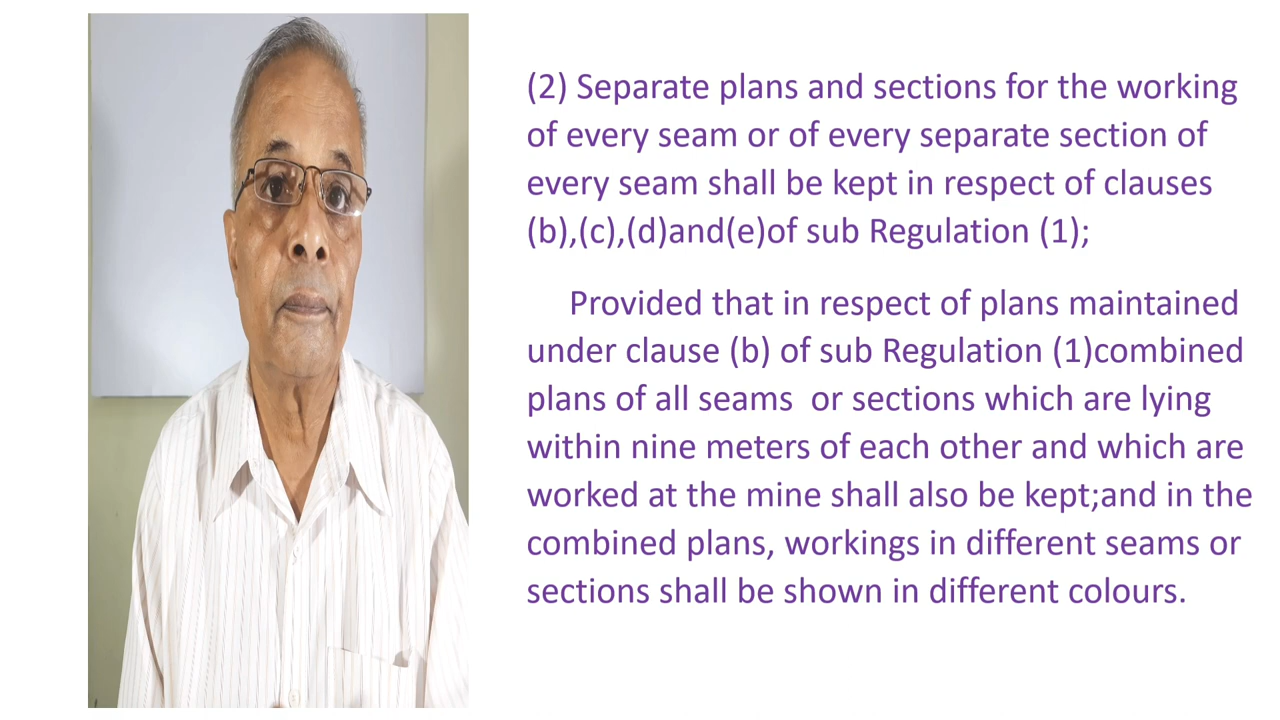 (2) Separate plans and sections for the working
of every seam or of every separate section of
every seam shall be kept in respect of clauses
(b),(c),(d)and(e)of sub Regulation (1);
Provided that in respect of plans maintained
under clause (b) of sub Regulation (1)combined
plans of all seams  or sections which are lying
within nine meters of each other and which are
worked at the mine shall also be kept;and in the
combined plans, workings in different seams or
sections shall be shown in different colours.